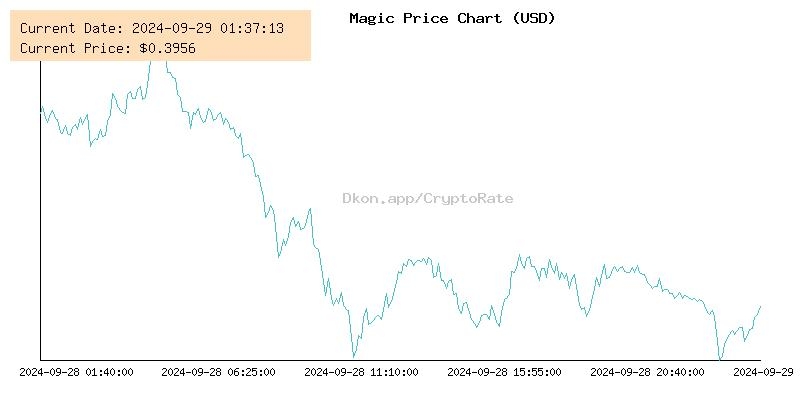 Magic Price Chart (USD)
Current Date: 2024-09-29 01:37:13
Current Price: $0.3956
Dkon.app/CryptoRate
2024-09-28 01:40:00 2024-09-28 06:25:00 2024-09-28 11:10:00 2024-09-28 15:55:00 2024-09-28 20:40:00 2024-09-29